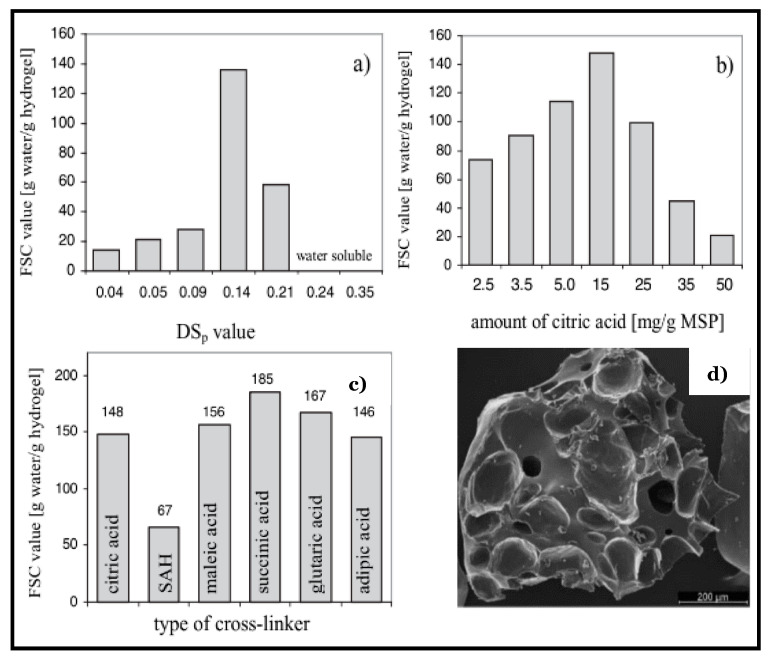 FSC value [g water/g hydrogel]
160
140
120
100
80
60
40
20
0
a)
water soluble
0.04 0.05 0.09 0.14 0.21 0.24 0.35
DSp value
FSC value [g water/g hydrogel]
160
140
120
100
80
60
40
20
0
b)
2.5 3.5 5.0 15 25 35 50
amount of citric acid [mg/g MSP]
FSC value [g water/g hydrogel]
200
150
100
50
0
c)
148 67 156 185 167 146
citric acid
SAH
maleic acid
succinic acid
glutaric acid
adipic acid
type of cross-linker
d)
200 µm